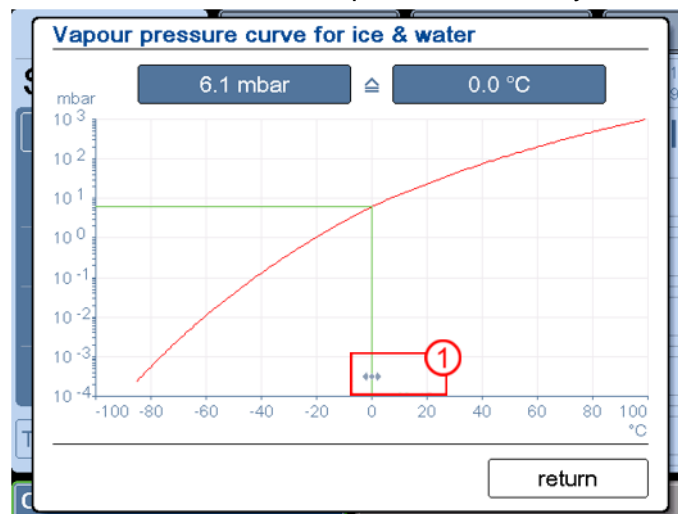 Vapour pressure curve for ice & water
6.1 mbar ≙ 0.0 °C
mbar
10 3
10 2
10 1
10 0
10 -1
10 -2
10 -3
10 -4
1
-100 -80 -60 -40 -20 0 20 40 60 80 100
°C
return